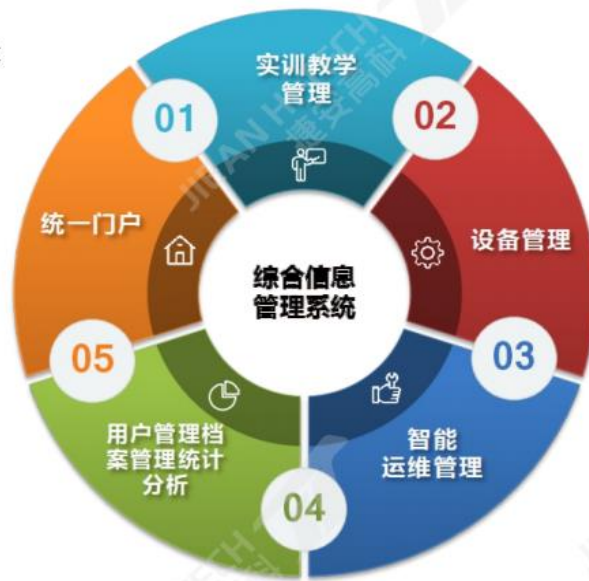 实训教学
管理
01
02
统一门户
设备管理
综合信息
管理系统
05
03
用户管理档
案管理统计
分析
智能
运维管理
04